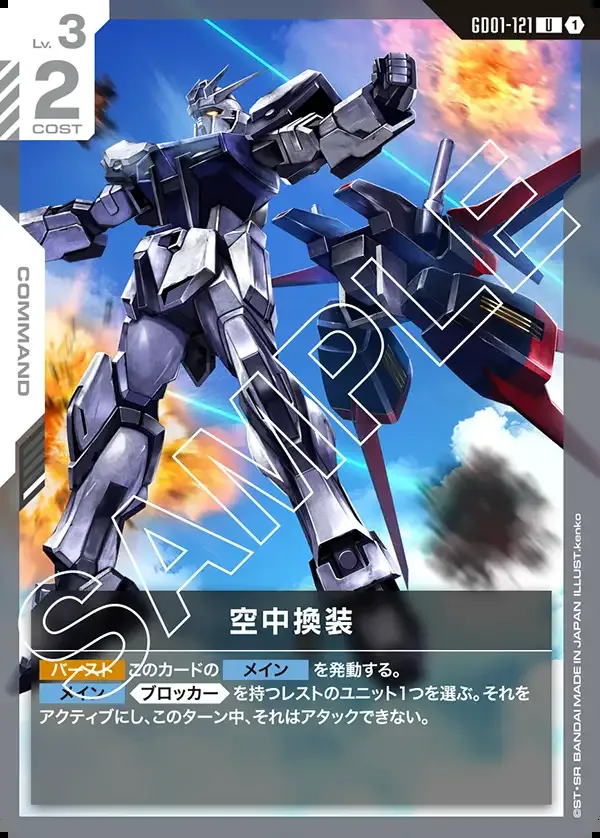 Lv. 3
2
COST
GD01-121 U 1
COMMAND
SAMPLE
空中換装
バースト このカードの メイン を発動する。
メイン ブロッカー を持つレストのユニット1つを選ぶ。それを
アクティブにし、このターン中、それはアタックできない。
©ST・SR BANDAI MADE IN JAPAN ILLUST.kenko